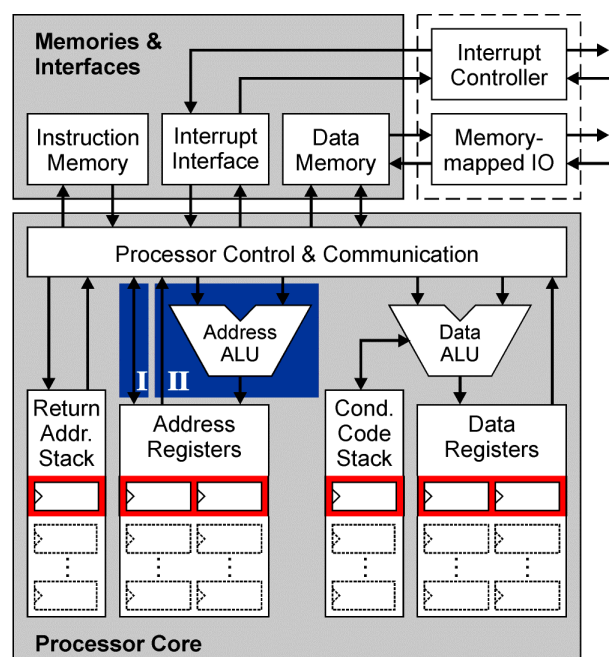 Memories &
Interfaces
Interrupt
Controller
Instruction
Memory
Interrupt
Interface
Data
Memory
Memory-
mapped IO
Processor Control & Communication
Address
ALU
Data
ALU
I
II
Return
Addr.
Stack
Address
Registers
Cond.
Code
Stack
Data
Registers
Processor Core